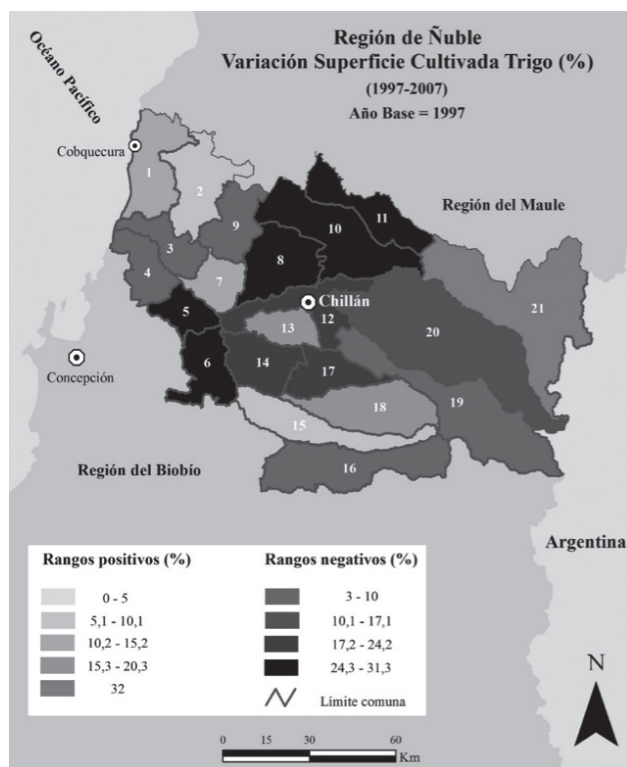 Región de Ñuble
Variación Superficie Cultivada Trigo (%)
(1997-2007)
Año Base = 1997
Océano Pacífico
Cobquecura
Región del Maule
1
2
3
4
5
6
7
8
9
10
11
Chillán
12
13
14
15
16
17
18
19
20
21
Concepción
Región del Biobío
Argentina
Rangos positivos (%)
0 - 5
5,1 - 10,1
10,2 - 15,2
15,3 - 20,3
32
Rangos negativos (%)
3 - 10
10,1 - 17,1
17,2 - 24,2
24,3 - 31,3
Límite comuna
N
0 15 30 60
Km